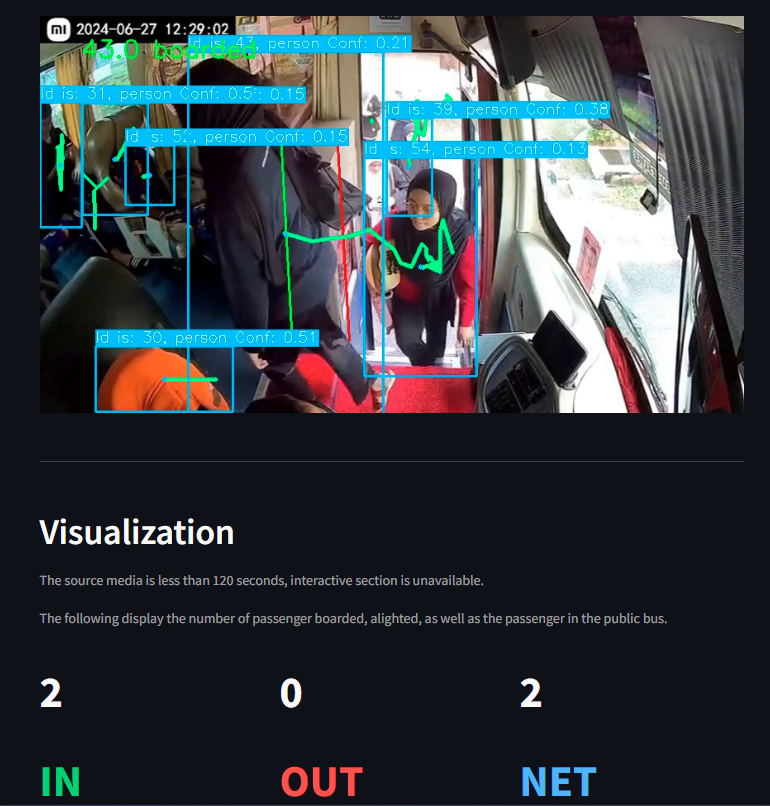 mi 2024-06-27 12:29:02
43.0 boarded
Id is: 43, person Conf: 0.21
Id is: 31, person Conf: 0.5
: 0.15
Id is: 39, person Conf: 0.38
Id s: 52, person Conf: 0.15
Id s: 54, person Conf: 0.13
Id is: 30, person Conf: 0.51
Visualization
The source media is less than 120 seconds, interactive section is unavailable.
The following display the number of passenger boarded, alighted, as well as the passenger in the public bus.
2 0 2
IN OUT NET